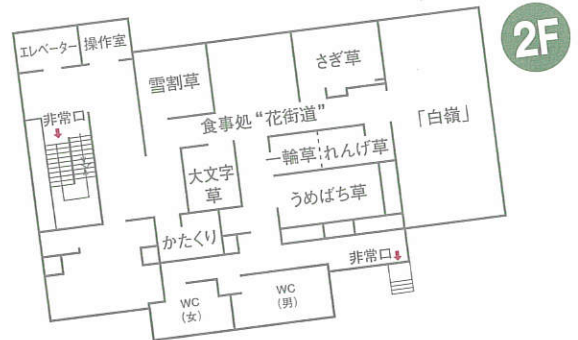 2F
エレベーター
操作室
雪割草
さぎ草
非常口
食事処 “花街道”
「白嶺」
大文字
草
一輪草
れんげ草
うめばち草
かたくり
非常口
WC
(女)
WC
(男)